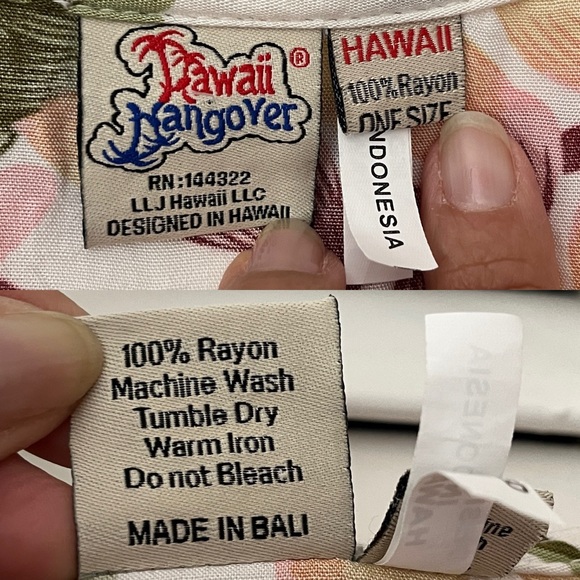 Hawaii ®
Hangover
RN:144322
LLJ Hawaii LLC
DESIGNED IN HAWAII
HAWAII
100% Rayon
ONE SIZE
INDONESIA
100% Rayon
Machine Wash
Tumble Dry
Warm Iron
Do not Bleach
MADE IN BALI